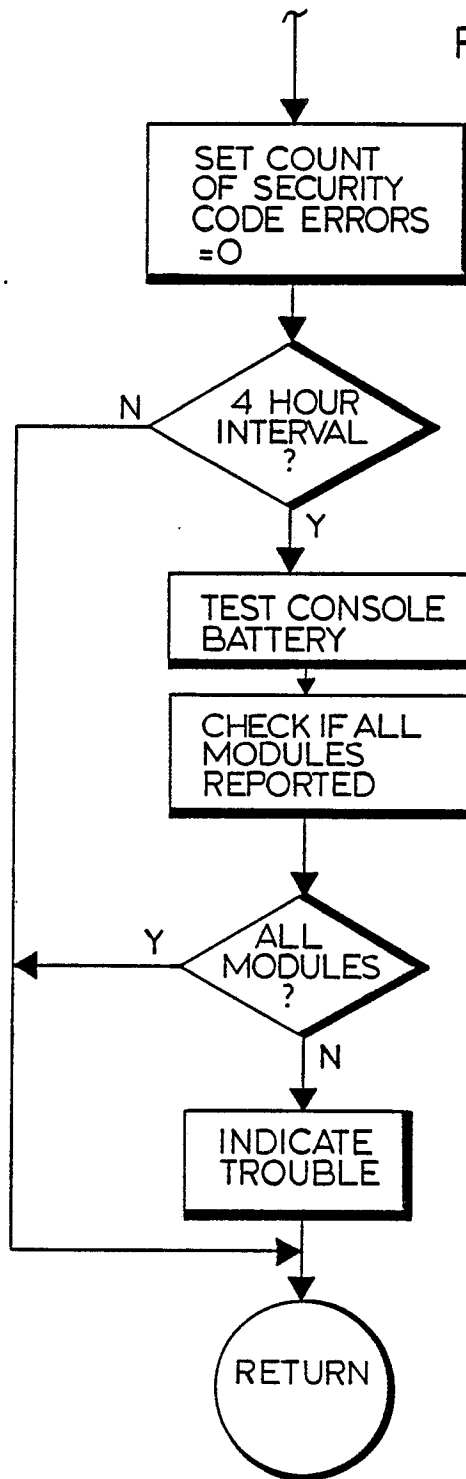 F
SET COUNT
OF SECURITY
CODE ERRORS
=0
N
4 HOUR
INTERVAL
?
Y
TEST CONSOLE
BATTERY
CHECK IF ALL
MODULES
REPORTED
Y
ALL
MODULES
?
N
INDICATE
TROUBLE
RETURN